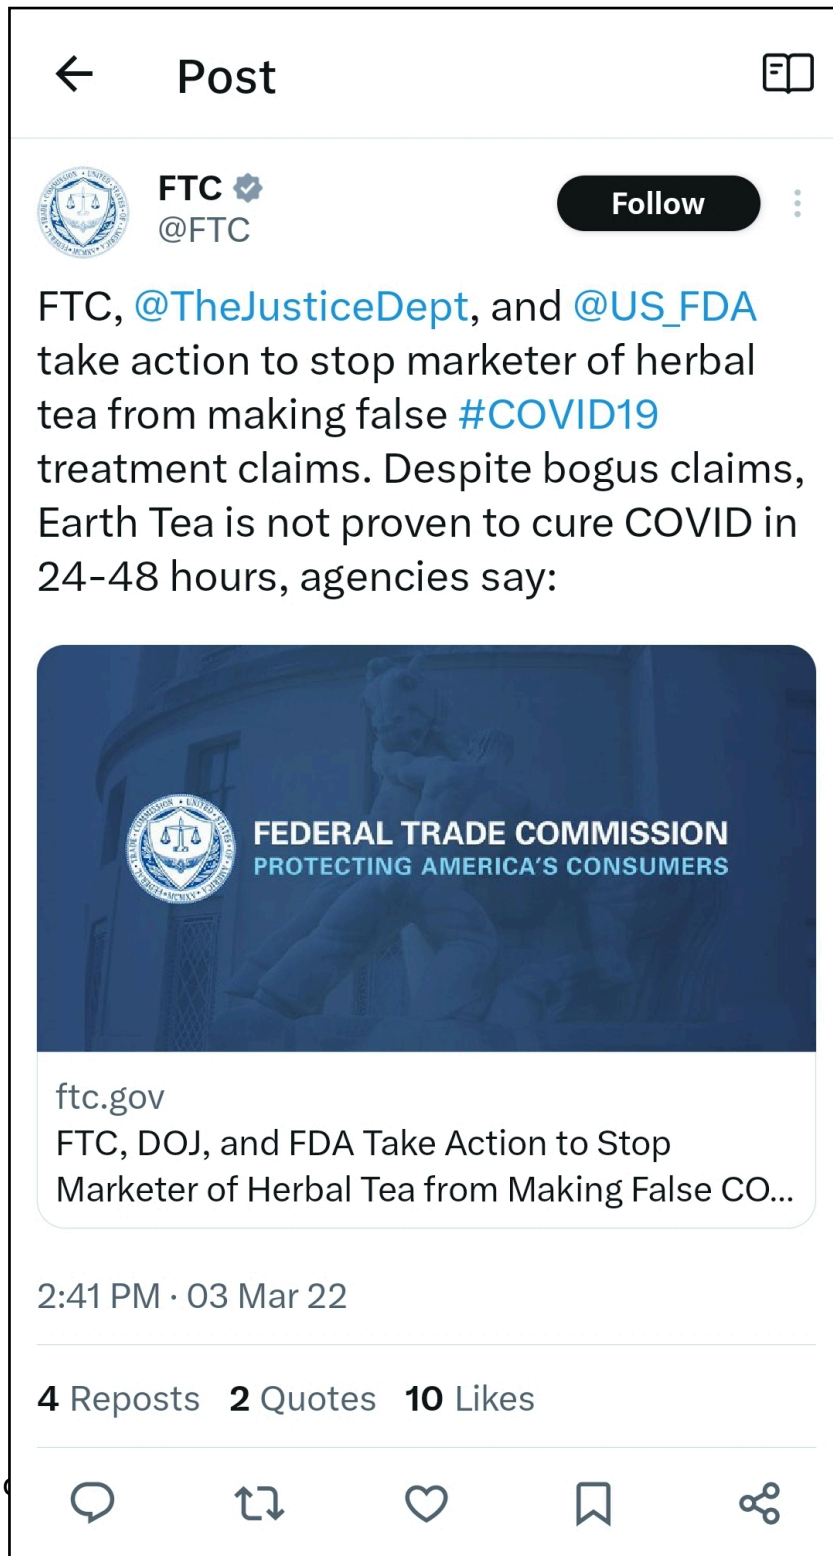 Post
FTC
@FTC
Follow
FTC, @TheJusticeDept, and @US_FDA
take action to stop marketer of herbal
tea from making false #COVID19
treatment claims. Despite bogus claims,
Earth Tea is not proven to cure COVID in
24-48 hours, agencies say:
FEDERAL TRADE COMMISSION
PROTECTING AMERICA'S CONSUMERS
ftc.gov
FTC, DOJ, and FDA Take Action to Stop
Marketer of Herbal Tea from Making False CO...
2:41 PM · 03 Mar 22
4 Reposts 2 Quotes 10 Likes